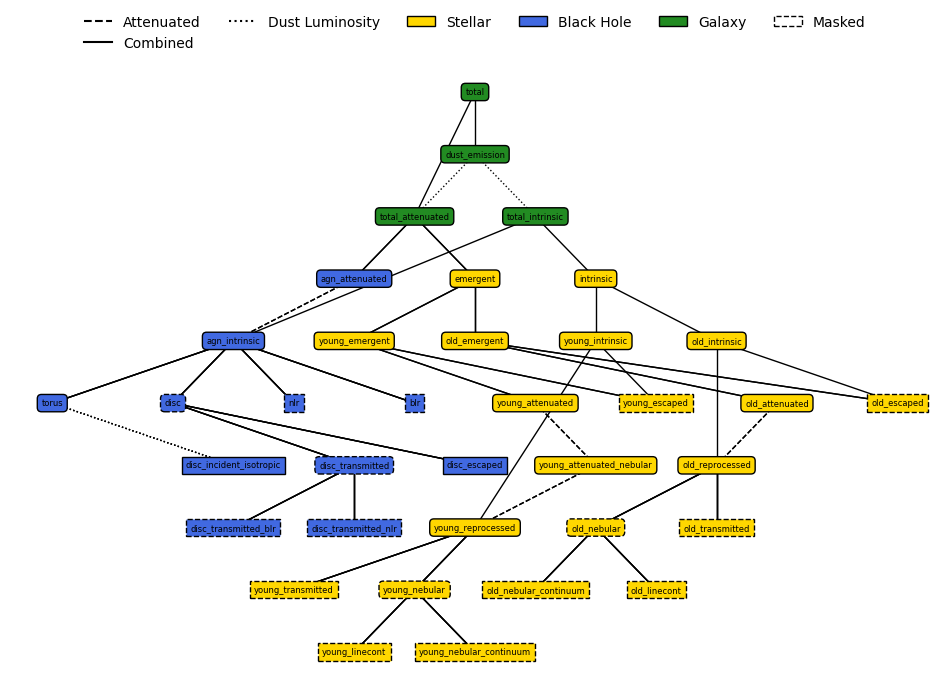 Attenuated Dust Luminosity Stellar Black Hole Galaxy Masked
Combined
total
dust_emission
total_attenuated total_intrinsic
agn_attenuated emergent intrinsic
agn_intrinsic young_emergent old_emergent young_intrinsic old_intrinsic
torus disc nlr blr young_attenuated young_escaped old_attenuated old_escaped
disc_incident_isotropic disc_transmitted disc_escaped young_attenuated_nebular old_reprocessed
disc_transmitted_blr disc_transmitted_nlr young_reprocessed old_nebular old_transmitted
young_transmitted young_nebular old_nebular_continuum old_linecont
young_linecont young_nebular_continuum